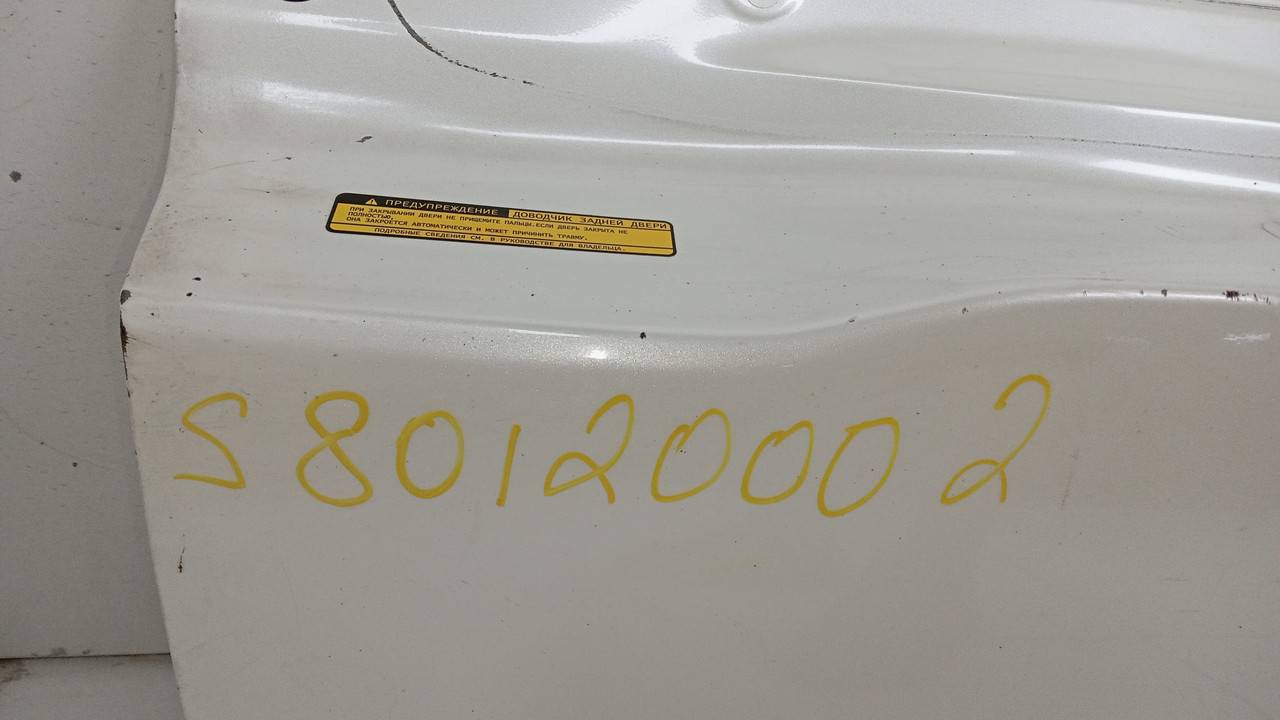 ПРЕДУПРЕЖДЕНИЕ ДОВОДЧИК ЗАДНЕЙ ДВЕРИ
ПРИ ЗАКРЫВАНИИ ДВЕРИ НЕ ПРИЩЕМИТЕ ПАЛЬЦЫ.ЕСЛИ ДВЕРЬ ЗАКРЫТА НЕ
ПОЛНОСТЬЮ,
ОНА ЗАКРОЕТСЯ АВТОМАТИЧЕСКИ И МОЖЕТ ПРИЧИНИТЬ ТРАВМУ.
ПОДРОБНЫЕ СВЕДЕНИЯ СМ. В РУКОВОДСТВЕ ДЛЯ ВЛАДЕЛЬЦА.
S80120002